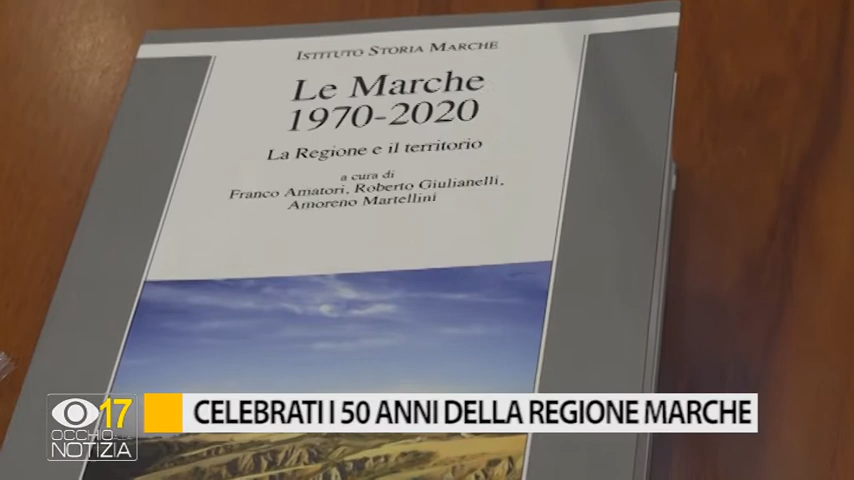 ISTITUTO STORIA MARCHE
Le Marche
1970-2020
La Regione e il territorio
a cura di
Franco Amatori, Roberto Giulianelli,
Amoreno Martellini
CELEBRATI I 50 ANNI DELLA REGIONE MARCHE
17
OCCHIO ALLA
NOTIZIA